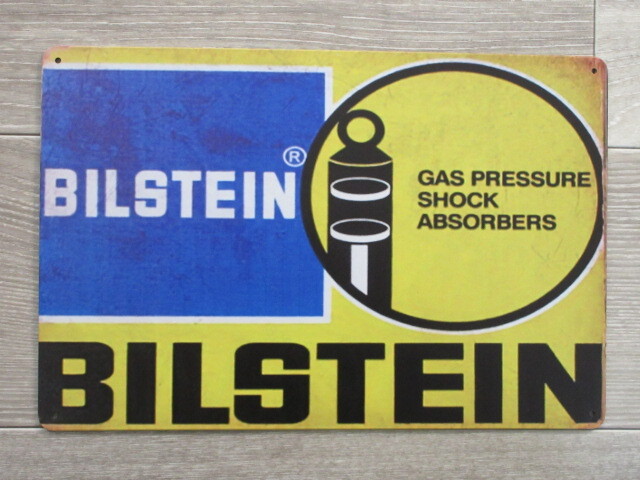 BILSTEIN®
GAS PRESSURE
SHOCK
ABSORBERS
BILSTEIN